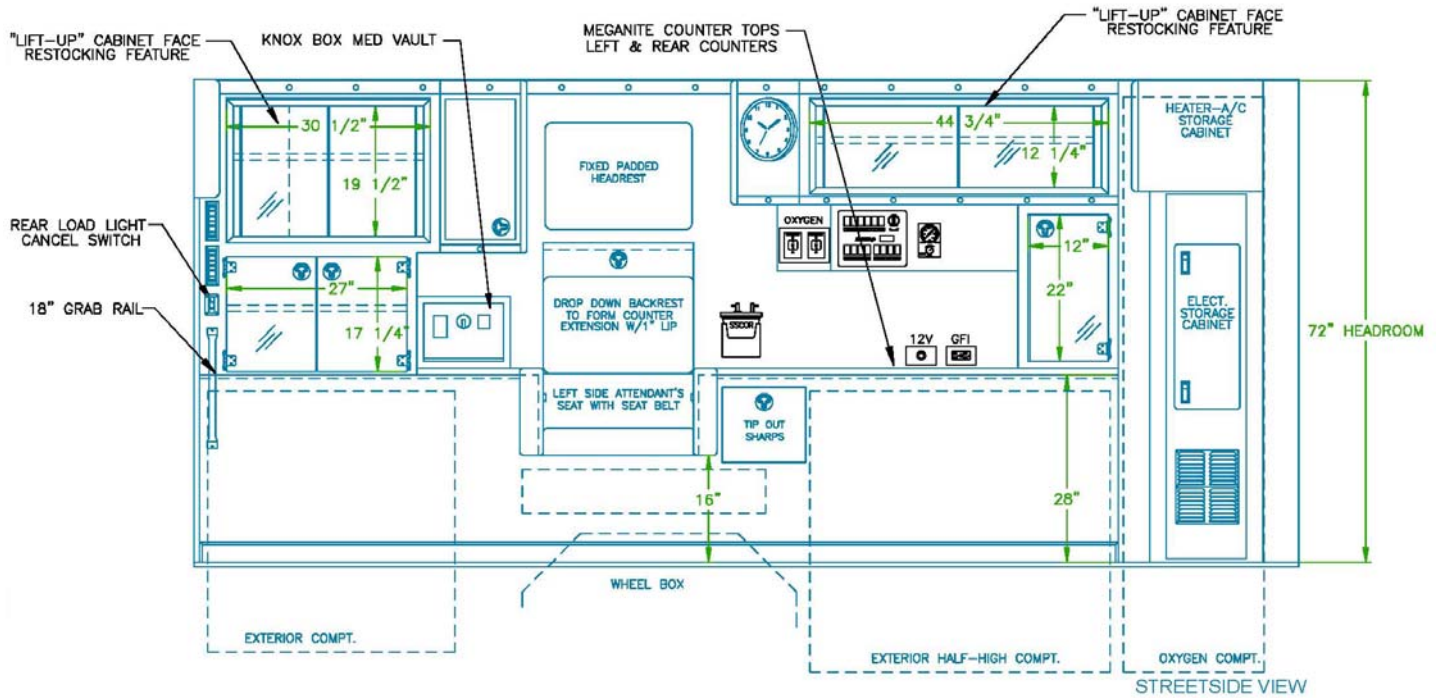 "LIFT-UP" CABINET FACE
RESTOCKING FEATURE
KNOX BOX MED VAULT
MEGANITE COUNTER TOPS
LEFT & REAR COUNTERS
"LIFT-UP" CABINET FACE
RESTOCKING FEATURE
30 1/2"
19 1/2"
FIXED PADDED
HEADREST
44 3/4"
12 1/4"
HEATER-A/C
STORAGE
CABINET
REAR LOAD LIGHT
CANCEL SWITCH
18" GRAB RAIL
27"
17 1/4"
DROP DOWN BACKREST
TO FORM COUNTER
EXTENSION W/1" LIP
OXYGEN
SSCOR
12V
GFI
12"
22"
ELECT.
STORAGE
CABINET
72" HEADROOM
LEFT SIDE ATTENDANT'S
SEAT WITH SEAT BELT
TIP OUT
SHARPS
16"
28"
WHEEL BOX
EXTERIOR COMPT.
EXTERIOR HALF-HIGH COMPT.
OXYGEN COMPT.
STREETSIDE VIEW